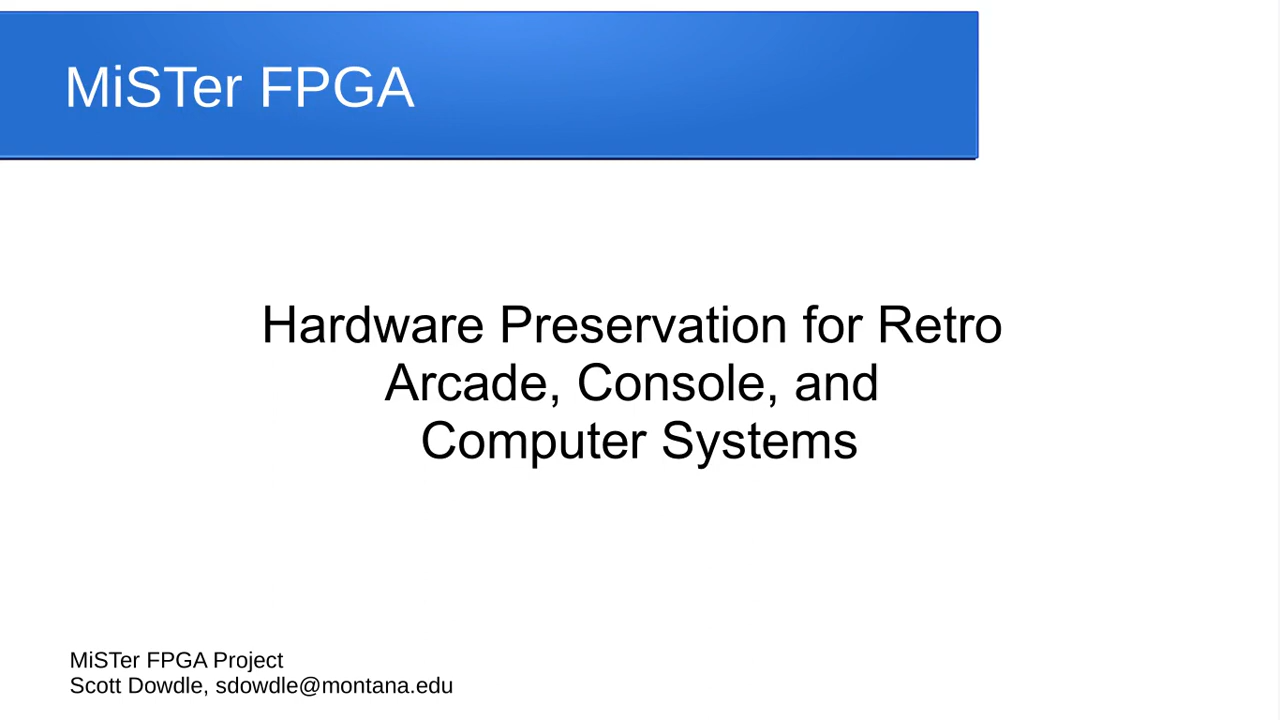 MiSTer FPGA
Hardware Preservation for Retro
Arcade, Console, and
Computer Systems
MiSTer FPGA Project
Scott Dowdle, sdowdle@montana.edu